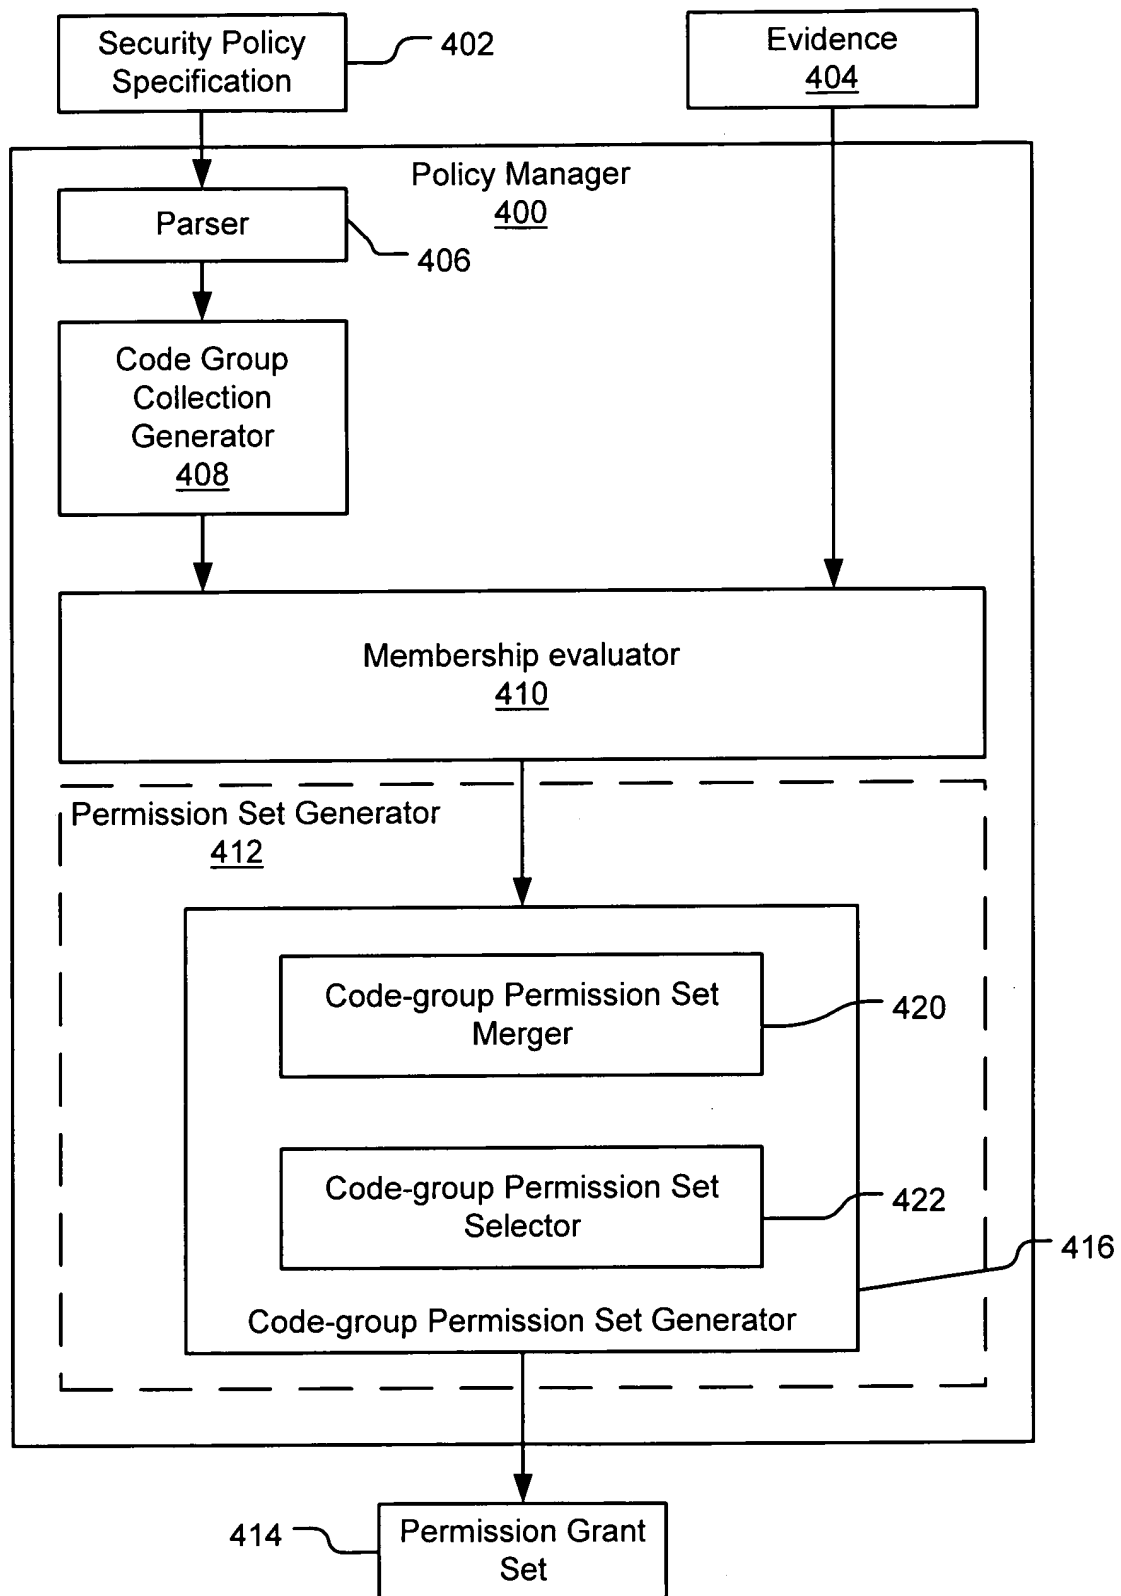 Security Policy
Specification
402
Evidence
404
Policy Manager
400
Parser
406
Code Group
Collection
Generator
408
Membership evaluator
410
Permission Set Generator
412
Code-group Permission Set
Merger
420
Code-group Permission Set
Selector
422
416
Code-group Permission Set Generator
414
Permission Grant
Set